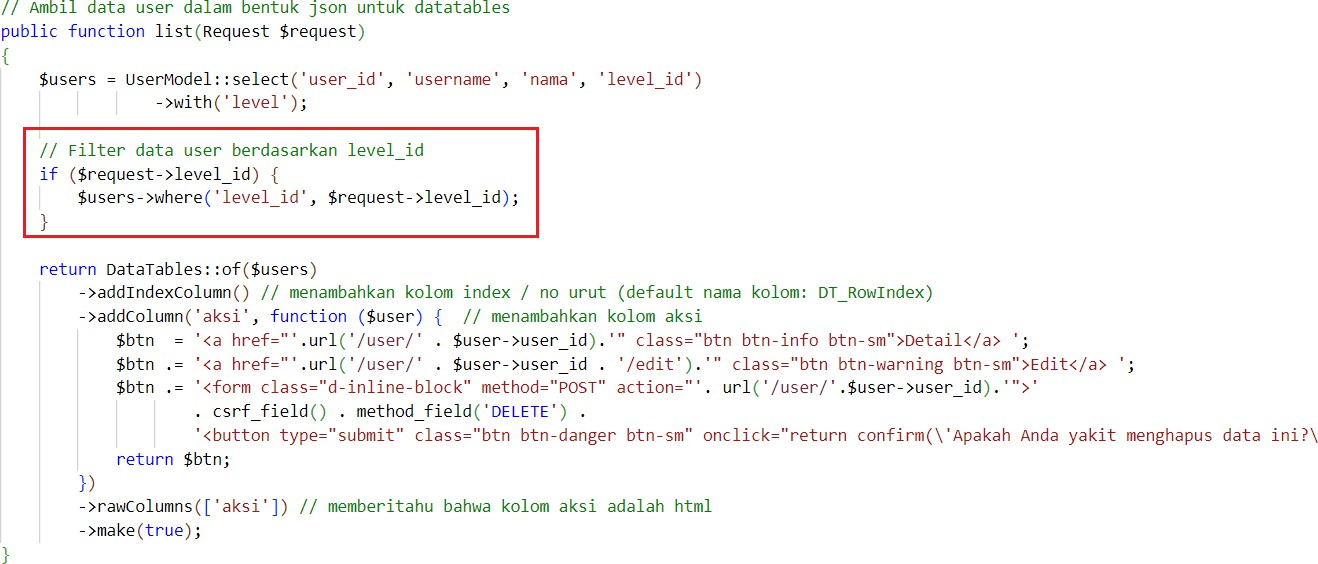 // Ambil data user dalam bentuk json untuk datatables
public function list(Request $request)
{
    $users = UserModel::select('user_id', 'username', 'nama', 'level_id')
                ->with('level');
    // Filter data user berdasarkan level_id
    if ($request->level_id) {
        $users->where('level_id', $request->level_id);
    }
    return DataTables::of($users)
        ->addIndexColumn() // menambahkan kolom index / no urut (default nama kolom: DT_RowIndex)
        ->addColumn('aksi', function ($user) {  // menambahkan kolom aksi
            $btn  = '<a href="'.url('/user/' . $user->user_id).'" class="btn btn-info btn-sm">Detail</a> ';
            $btn .= '<a href="'.url('/user/' . $user->user_id . '/edit').'" class="btn btn-warning btn-sm">Edit</a> ';
            $btn .= '<form class="d-inline-block" method="POST" action="'. url('/user/'.$user->user_id).'">'
                    . csrf_field() . method_field('DELETE') .
                    '<button type="submit" class="btn btn-danger btn-sm" onclick="return confirm(\'Apakah Anda yakit menghapus data ini?\
            return $btn;
        })
        ->rawColumns(['aksi']) // memberitahu bahwa kolom aksi adalah html
        ->make(true);
}